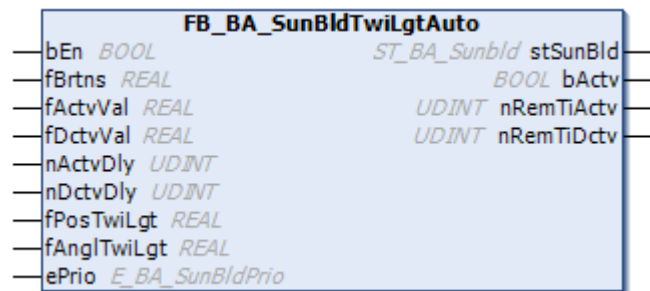 FB_BA_SunBldTwiLgtAuto
bEn BOOL ST_BA_Sunbld stSunBld
fBrtns REAL BOOL bActv
fActvVal REAL UDINT nRemTiActv
fDctvVal REAL UDINT nRemTiDctv
nActvDly UDINT
nDctvDly UDINT
fPosTwiLgt REAL
fAnglTwiLgt REAL
ePrio E_BA_SunBldPrio